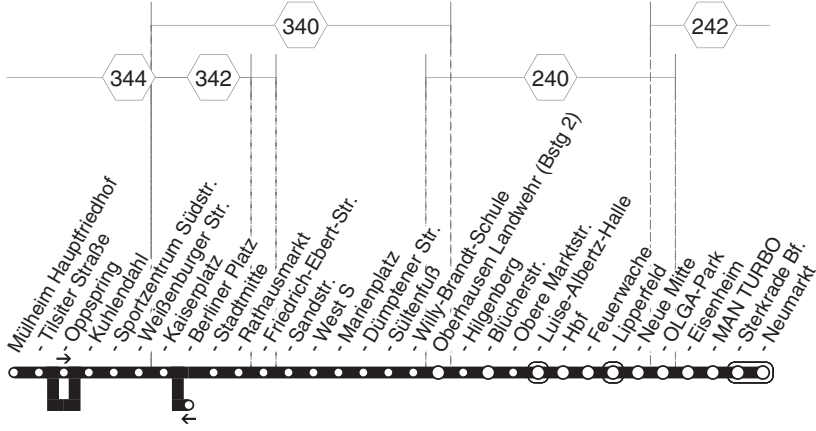 340
242
344
342
240
Mülheim Hauptfriedhof
- Tilsiter Straße
- Oppspring
- Kuhlendahl
- Sportzentrum Südstr.
- Weißenburger Str.
- Kaiserplatz
- Berliner Platz
- Stadtmitte
- Rathausmarkt
- Friedrich-Ebert-Str.
- Sandstr.
- West S
- Marienplatz
- Dümptener Str.
- Sültenfuß
- Willy-Brandt-Schule
Oberhausen Landwehr (Bstg 2)
- Hilgenberg
- Blücherstr.
- Obere Marktstr.
- Luise-Albertz-Halle
- Hbf
- Feuerwache
- Lipperfeld
- Neue Mitte
- OLGA-Park
- Eisenheim
- MAN TURBO
- Sterkrade Bf.
- Neumarkt